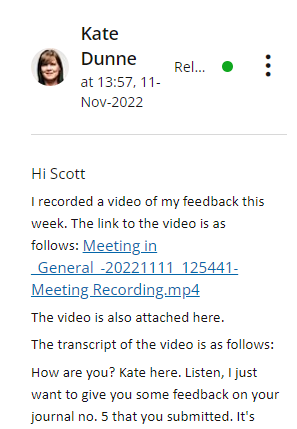 Kate
Dunne
at 13:57, 11-
Nov-2022
Rel...
Hi Scott
I recorded a video of my feedback this
week. The link to the video is as
follows: Meeting in
_General_-20221111_125441-
Meeting Recording.mp4
The video is also attached here.
The transcript of the video is as follows:
How are you? Kate here. Listen, I just
want to give you some feedback on your
journal no. 5 that you submitted. It's